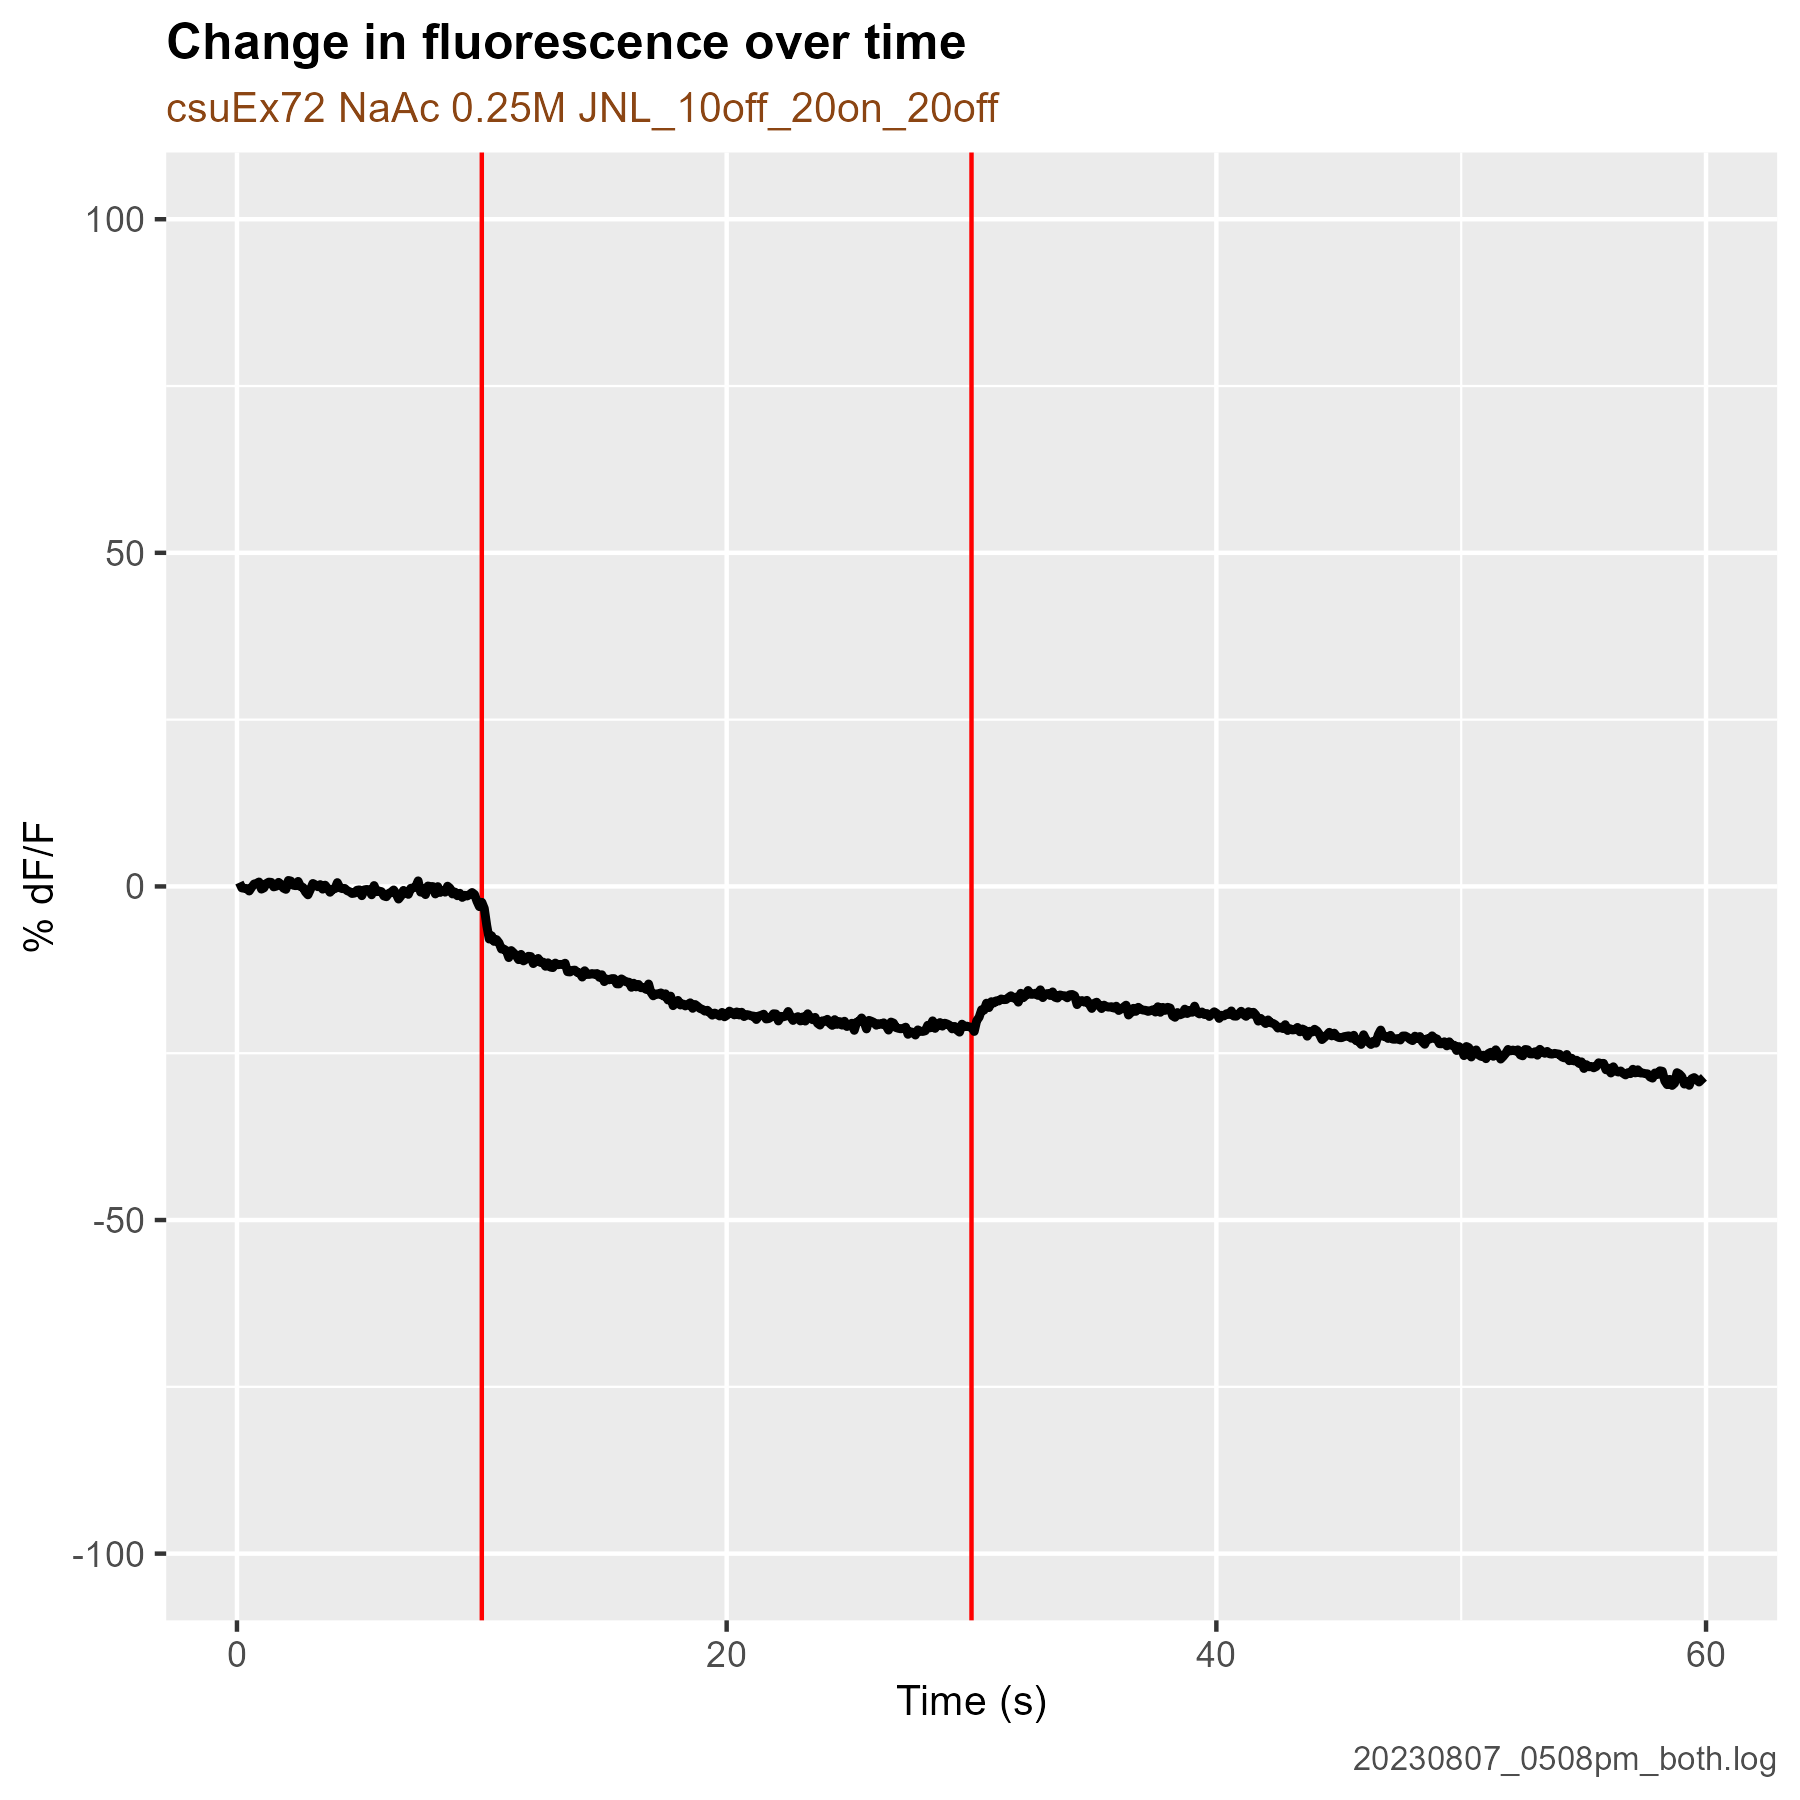 Change in fluorescence over time
csuEx72 NaAc 0.25M JNL_10off_20on_20off
100
50
0
-50
-100
% dF/F
0 20 40 60
Time (s)
20230807_0508pm_both.log